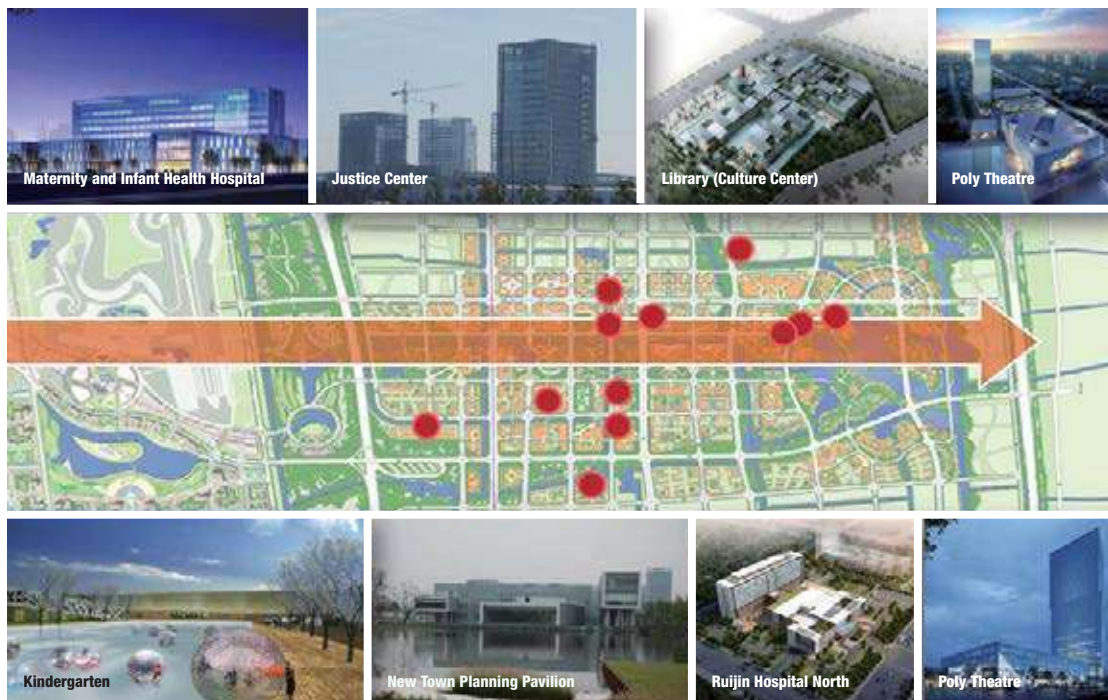 Maternity and Infant Health Hospital
Justice Center
Library (Culture Center)
Poly Theatre
Kindergarten
New Town Planning Pavilion
Ruijin Hospital North
Poly Theatre